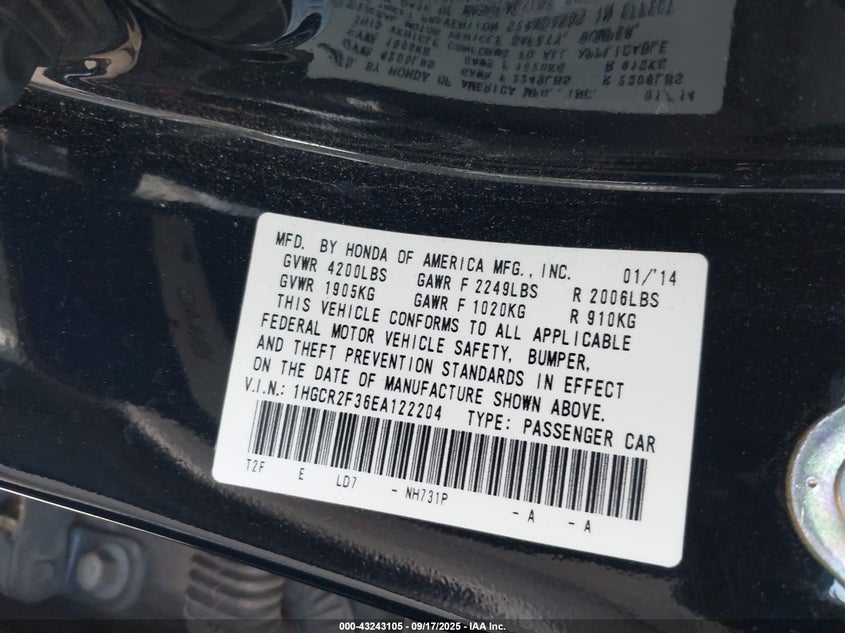 MFD. BY HONDA OF AMERICA MFG., INC. 01/'14
GVWR 4200LBS GAWR F 2249LBS R 2006LBS
GVWR 1905KG GAWR F 1020KG R 910KG
THIS VEHICLE CONFORMS TO ALL APPLICABLE
FEDERAL MOTOR VEHICLE SAFETY, BUMPER,
AND THEFT PREVENTION STANDARDS IN EFFECT
ON THE DATE OF MANUFACTURE SHOWN ABOVE.
V.I.N.: 1HGCR2F36EA122204 TYPE: PASSENGER CAR
T2F E LD7 - NH731P - A - A
000-43243105 - 09/17/2025 - IAA Inc.